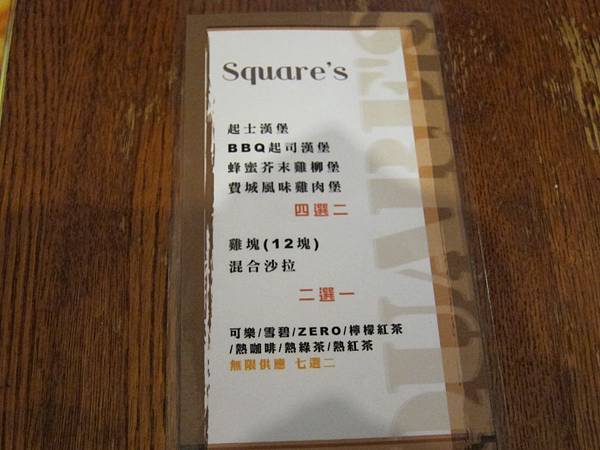 Square's
起士漢堡
BBQ起司漢堡
蜂蜜芥末雞柳堡
費城風味雞肉堡
四選二
雞塊(12塊)
混合沙拉
二選一
可樂/雪碧/ZERO/檸檬紅茶
/熱咖啡/熱綠茶/熱紅茶
無限供應 七選二
SQUARE'S